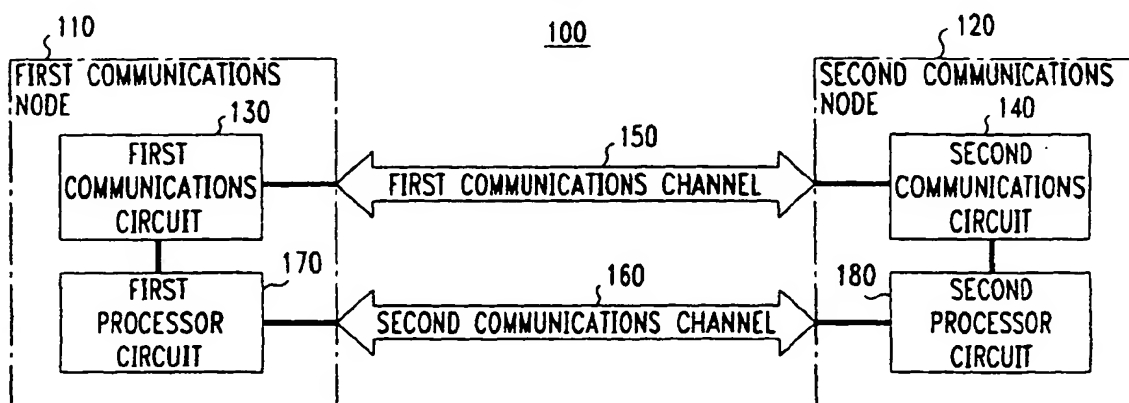 110
100
120
FIRST COMMUNICATIONS
NODE
SECOND COMMUNICATIONS
NODE
130
140
FIRST
COMMUNICATIONS
CIRCUIT
150
FIRST COMMUNICATIONS CHANNEL
SECOND
COMMUNICATIONS
CIRCUIT
170
FIRST
PROCESSOR
CIRCUIT
160
SECOND COMMUNICATIONS CHANNEL
180
SECOND
PROCESSOR
CIRCUIT